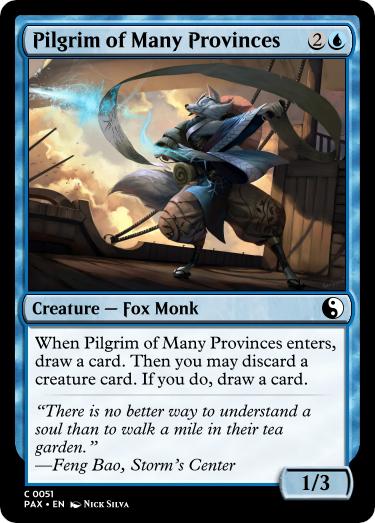 Pilgrim of Many Provinces 2
Creature — Fox Monk
When Pilgrim of Many Provinces enters,
draw a card. Then you may discard a
creature card. If you do, draw a card.
“There is no better way to understand a
soul than to walk a mile in their tea
garden.”
—Feng Bao, Storm’s Center
1/3
C 0051
PAX • EN Nick Silva